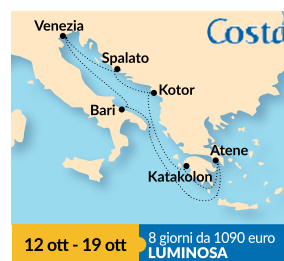 Venezia
Costa
Spalato
Kotor
Bari
Atene
Katakolon
12 ott - 19 ott
8 giorni da 1090 euro
LUMINOSA